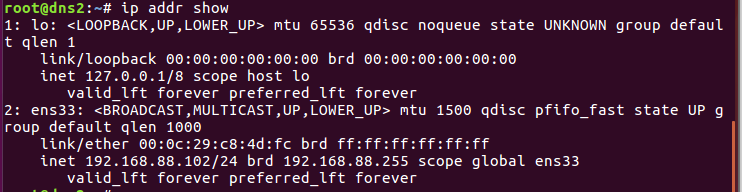 root@dns2:~# ip addr show
1: lo: <LOOPBACK,UP,LOWER_UP> mtu 65536 qdisc noqueue state UNKNOWN group defaul
t qlen 1
    link/loopback 00:00:00:00:00:00 brd 00:00:00:00:00:00
    inet 127.0.0.1/8 scope host lo
       valid_lft forever preferred_lft forever
2: ens33: <BROADCAST,MULTICAST,UP,LOWER_UP> mtu 1500 qdisc pfifo_fast state UP g
roup default qlen 1000
    link/ether 00:0c:29:c8:4d:fc brd ff:ff:ff:ff:ff:ff
    inet 192.168.88.102/24 brd 192.168.88.255 scope global ens33
       valid_lft forever preferred_lft forever